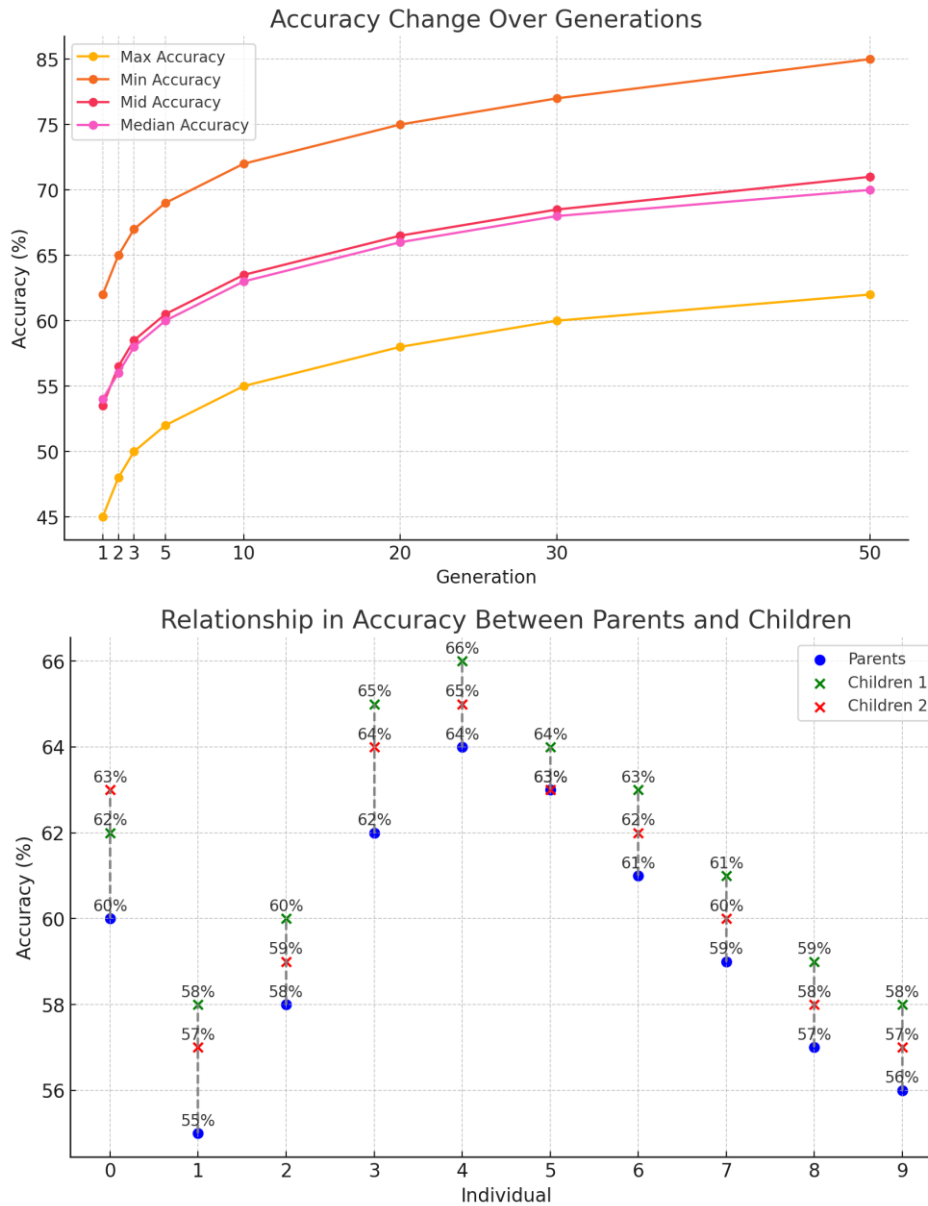 Accuracy Change Over Generations
Max Accuracy
Min Accuracy
Mid Accuracy
Median Accuracy
85
75
70
65
60
55
50
45
Accuracy (%)
1 2 3 5 10 20 30 50
Generation
Relationship in Accuracy Between Parents and Children
Parents
Children 1
Children 2
66
64
62
60
58
56
Accuracy (%)
63%
62%
60%
58%
57%
55%
60%
59%
58%
65%
64%
62%
66%
65%
64%
64%
63%
63%
62%
61%
61%
60%
59%
59%
58%
57%
58%
57%
56%
0 1 2 3 4 5 6 7 8 9
Individual